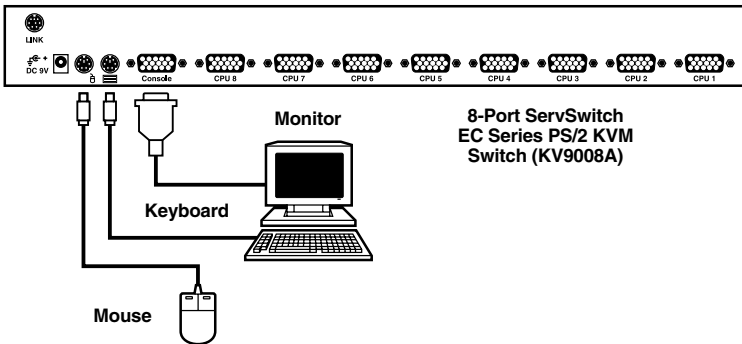 LINK
DC 9V
Console
CPU 8
CPU 7
CPU 6
CPU 5
CPU 4
CPU 3
CPU 2
CPU 1
Monitor
8-Port ServSwitch
EC Series PS/2 KVM
Switch (KV9008A)
Keyboard
Mouse